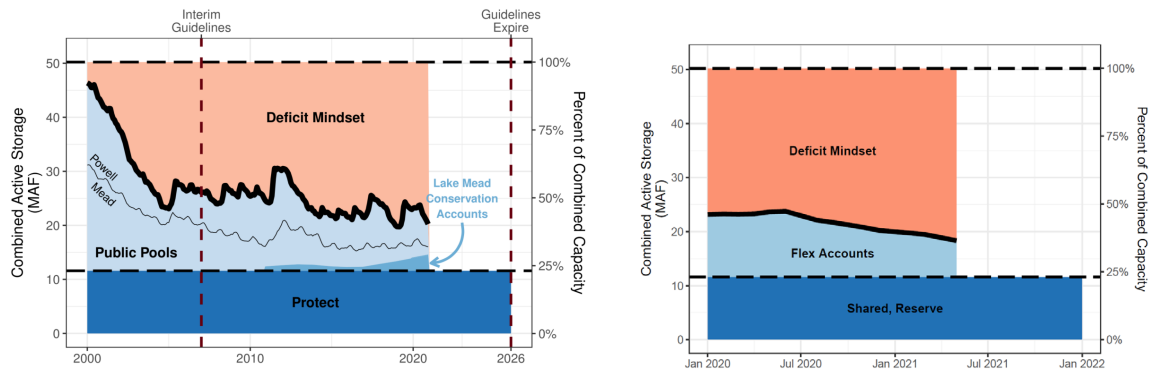 Interim
Guidelines
Guidelines
Expire
Combined Active Storage
(MAF)
50
40
30
20
10
0
Deficit Mindset
Powell
Mead
Lake Mead
Conservation
Accounts
Public Pools
Protect
100%
75%
50%
25%
0%
Percent of Combined Capacity
2000
2010
2020
2026
Combined Active Storage
(MAF)
50
40
30
20
10
0
Deficit Mindset
Flex Accounts
Shared, Reserve
100%
75%
50%
25%
0%
Percent of Combined Capacity
Jan 2020
Jul 2020
Jan 2021
Jul 2021
Jan 2022